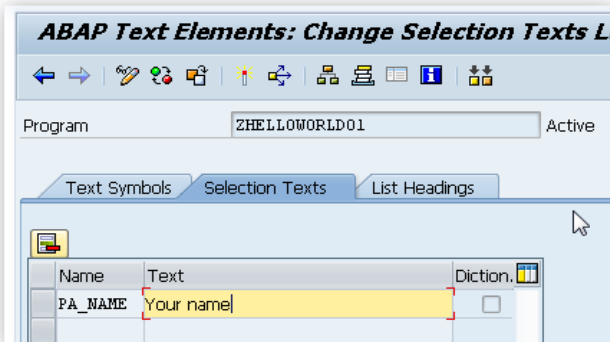 ABAP Text Elements: Change Selection Texts L
Program ZHELLOWORLD01 Active
Text Symbols Selection Texts List Headings
Name Text Diction.
PA_NAME Your name